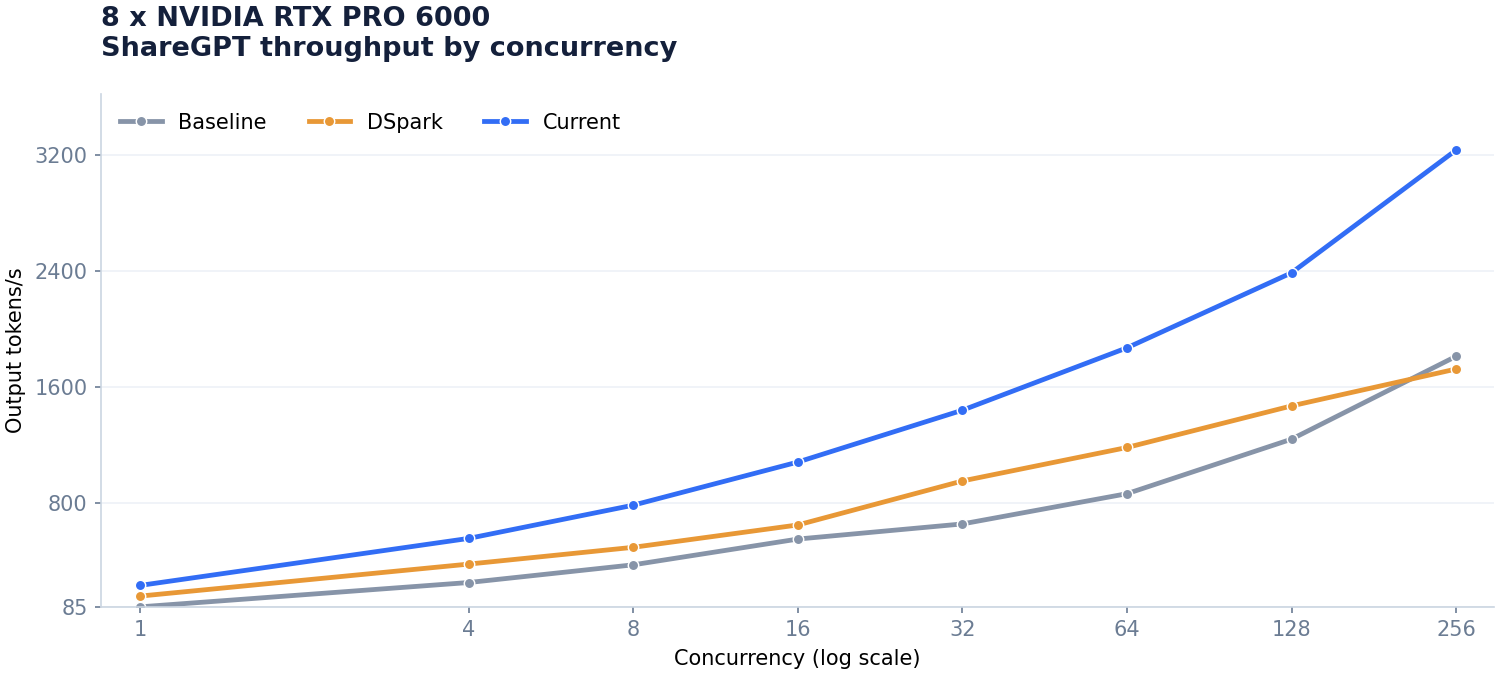 8 x NVIDIA RTX PRO 6000
ShareGPT throughput by concurrency
Baseline DSpark Current
Output tokens/s
3200
2400
1600
800
85
1 4 8 16 32 64 128 256
Concurrency (log scale)